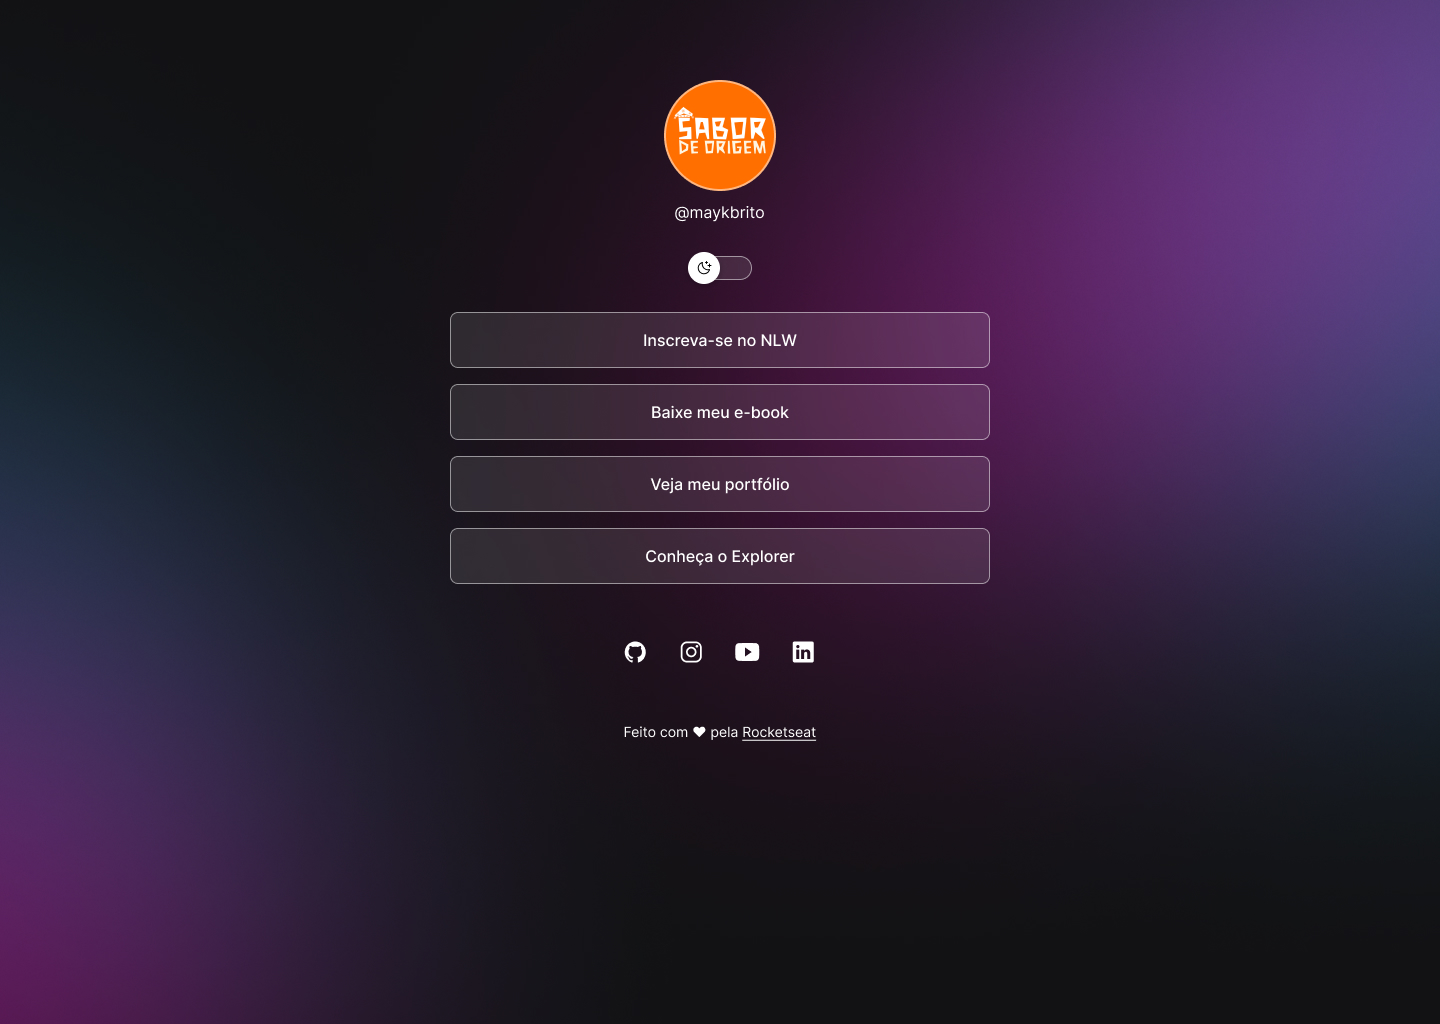 SABOR
DE ORIGEM
@maykbrito
Inscreva-se no NLW
Baixe meu e-book
Veja meu portfólio
Conheça o Explorer
in
Feito com ♥ pela Rocketseat